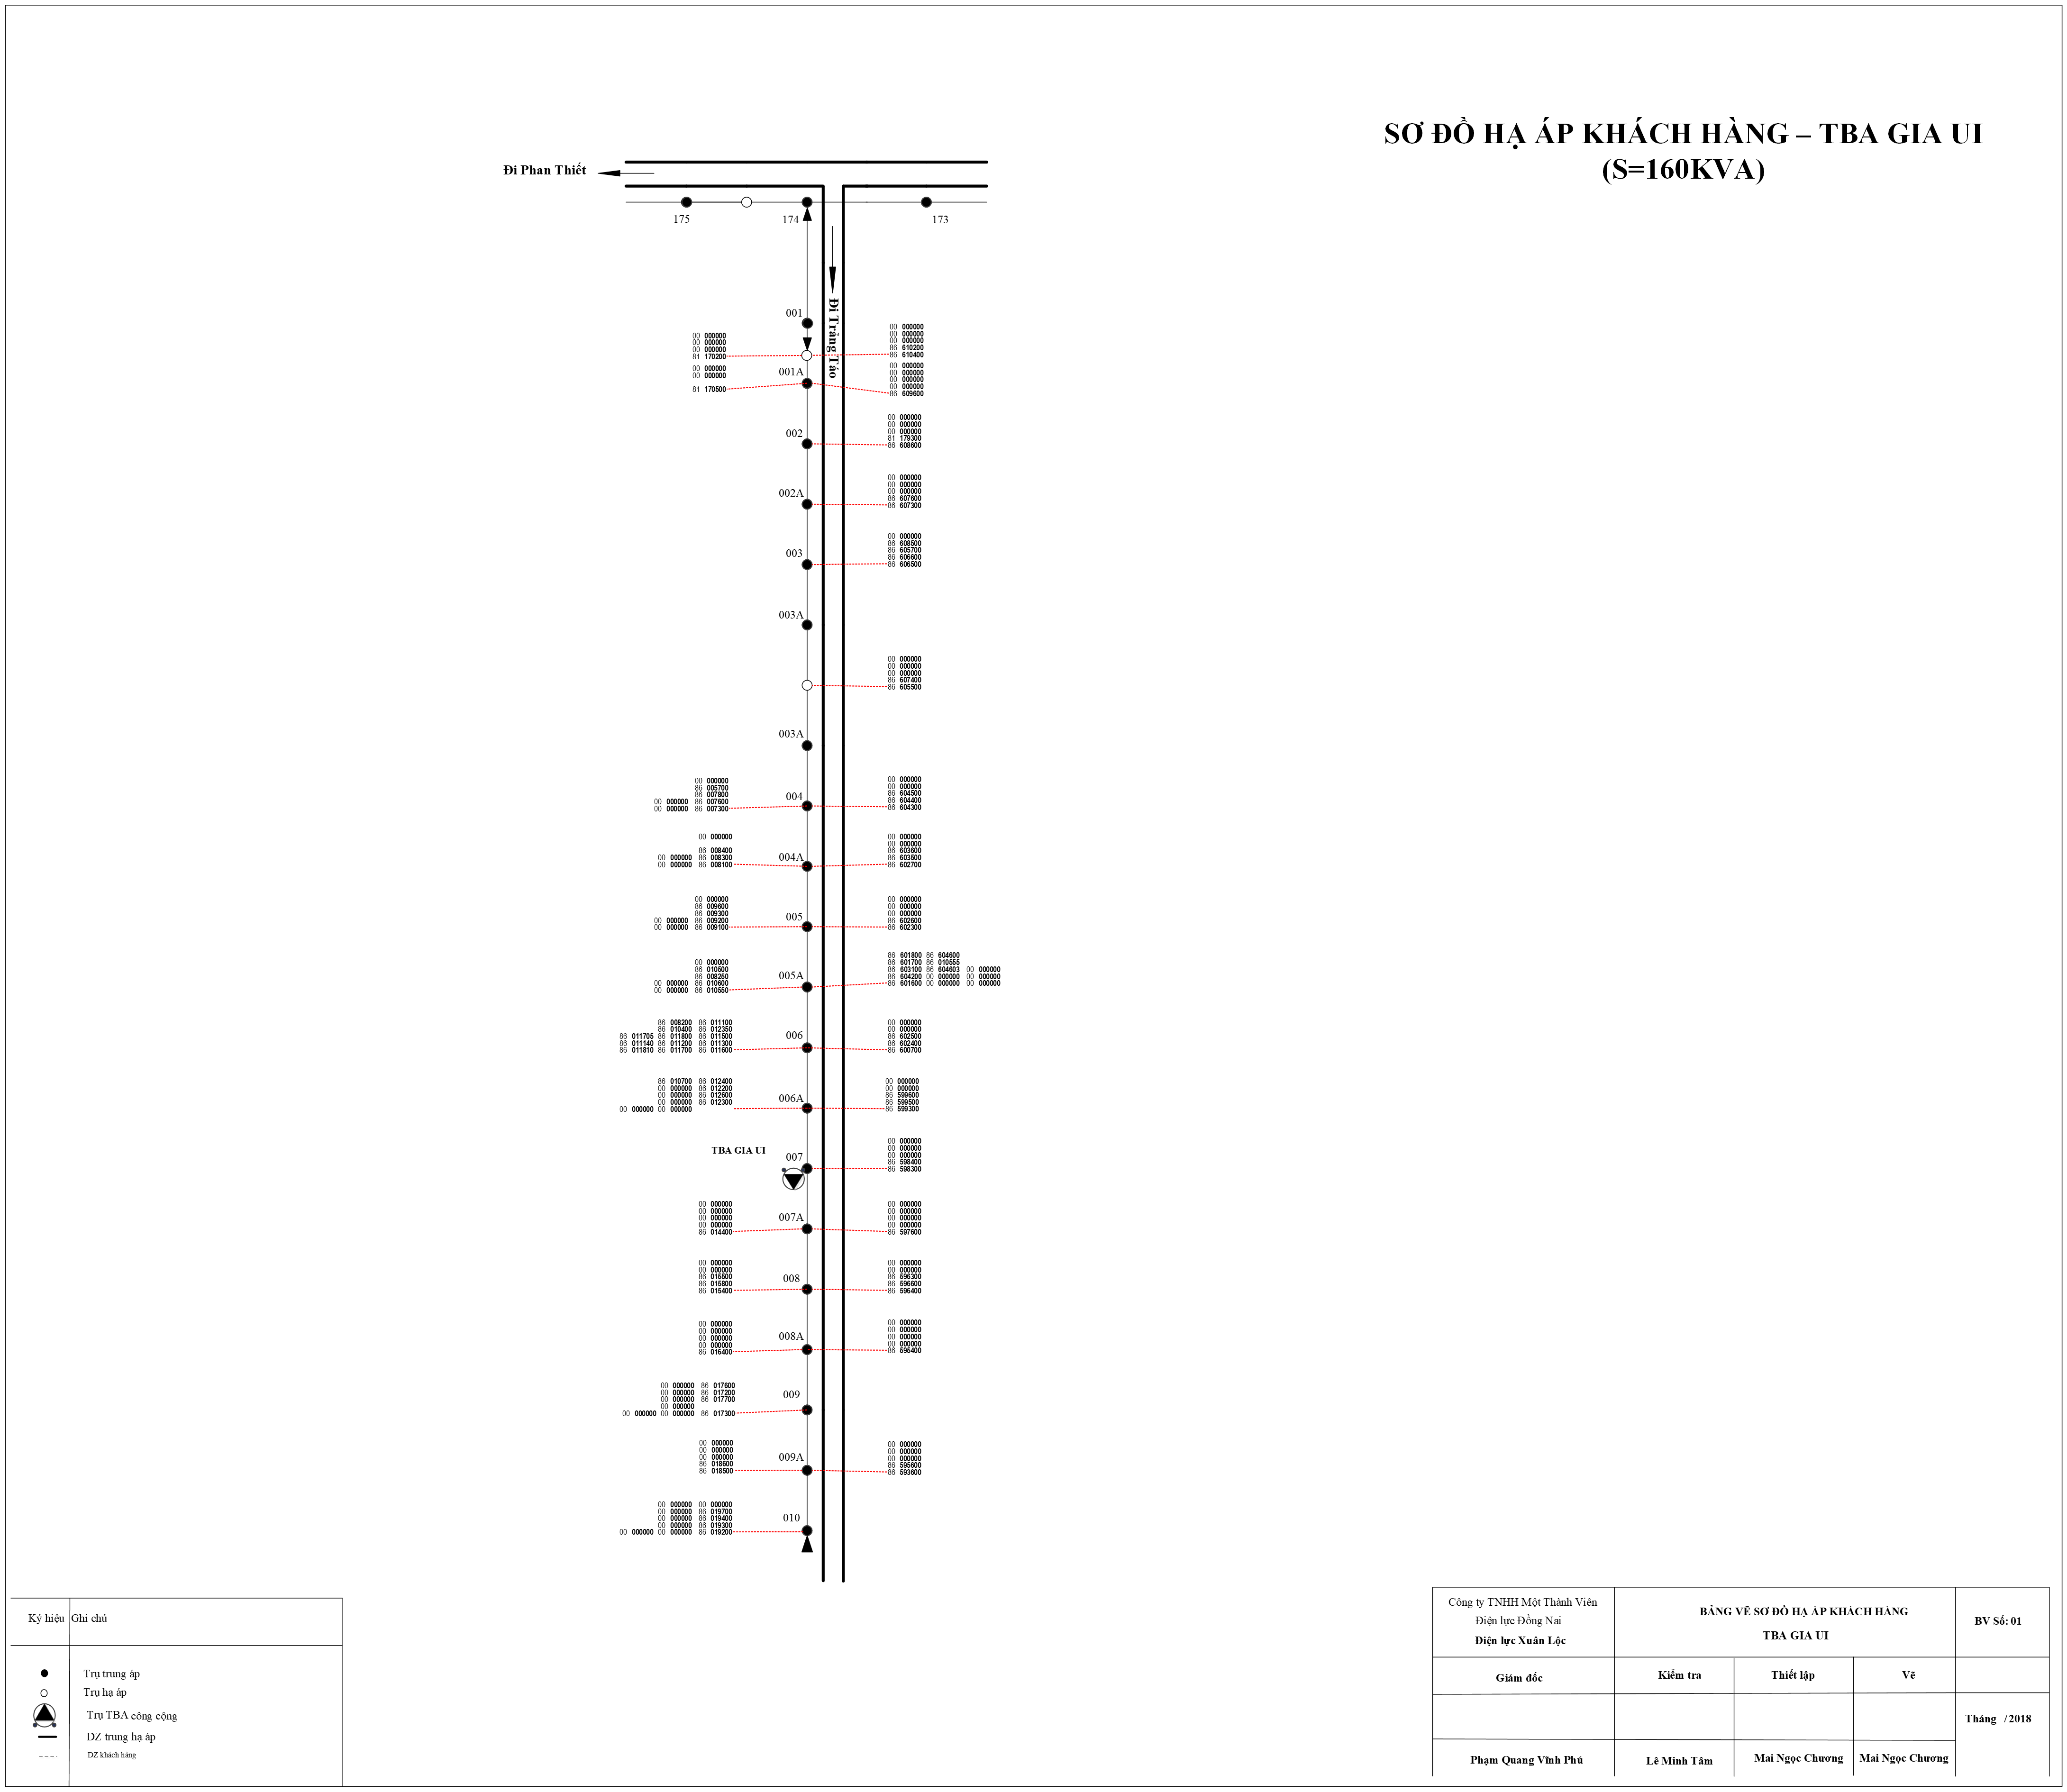 SƠ ĐỒ HẠ ÁP KHÁCH HÀNG – TBA GIA UI
(S=160KVA)
Đi Phan Thiết
175
174
173
Đi Trảng Táo
001
00 000000
00 000000
00 000000
81 170200
00 000000
00 000000
00 000000
86 610200
86 610400
001A
00 000000
00 000000
81 170500
00 000000
00 000000
00 000000
00 000000
86 609600
002
00 000000
00 000000
00 000000
81 179300
86 608600
002A
00 000000
00 000000
00 000000
86 607600
86 607300
003
00 000000
86 608500
86 605700
86 606600
86 606500
003A
00 000000
00 000000
00 000000
86 607400
86 605500
003A
004
00 000000
86 005700
86 007800
00 000000 86 007600
00 000000 86 007300
00 000000
00 000000
86 604500
86 604400
86 604300
004A
00 000000
86 008400
00 000000 86 008300
00 000000 86 008100
00 000000
00 000000
86 603600
86 603500
86 602700
005
00 000000
86 009600
86 009300
00 000000 86 009200
00 000000 86 009100
00 000000
00 000000
00 000000
86 602600
86 602300
005A
00 000000
86 010500
86 008250
00 000000 86 010600
00 000000 86 010550
86 601800 86 604600
86 601700 86 010555
86 603100 86 604603 00 000000
86 604200 00 000000 00 000000
86 601600 00 000000 00 000000
006
86 008200 86 011100
86 010400 86 012350
86 011705 86 011800 86 011500
86 011140 86 011200 86 011300
86 011810 86 011700 86 011600
00 000000
00 000000
86 602500
86 602400
86 600700
006A
86 010700 86 012400
00 000000 86 012200
00 000000 86 012600
00 000000 86 012300
00 000000 00 000000
00 000000
00 000000
86 599600
86 599500
86 599300
TBA GIA UI
007
00 000000
00 000000
00 000000
86 598400
86 598300
007A
00 000000
00 000000
00 000000
00 000000
86 014400
00 000000
00 000000
00 000000
00 000000
86 597600
008
00 000000
00 000000
86 015500
86 015800
86 015400
00 000000
00 000000
86 596300
86 596600
86 596400
008A
00 000000
00 000000
00 000000
00 000000
86 016400
00 000000
00 000000
00 000000
00 000000
86 595400
009
00 000000 86 017600
00 000000 86 017200
00 000000 86 017700
00 000000
00 000000 00 000000 86 017300
009A
00 000000
00 000000
00 000000
86 018600
86 018500
00 000000
00 000000
00 000000
86 595600
86 593600
010
00 000000 00 000000
00 000000 86 019700
00 000000 86 019400
00 000000 86 019300
00 000000 00 000000 86 019200
Ký hiệu Ghi chú
Trụ trung áp
Trụ hạ áp
Trụ TBA công cộng
DZ trung hạ áp
DZ khách hàng
Công ty TNHH Một Thành Viên
Điện lực Đồng Nai
Điện lực Xuân Lộc
BẢNG VẼ SƠ ĐỒ HẠ ÁP KHÁCH HÀNG
TBA GIA UI
BV Số: 01
Giám đốc
Kiểm tra
Thiết lập
Vẽ
Tháng /2018
Phạm Quang Vĩnh Phú
Lê Minh Tâm
Mai Ngọc Chương
Mai Ngọc Chương